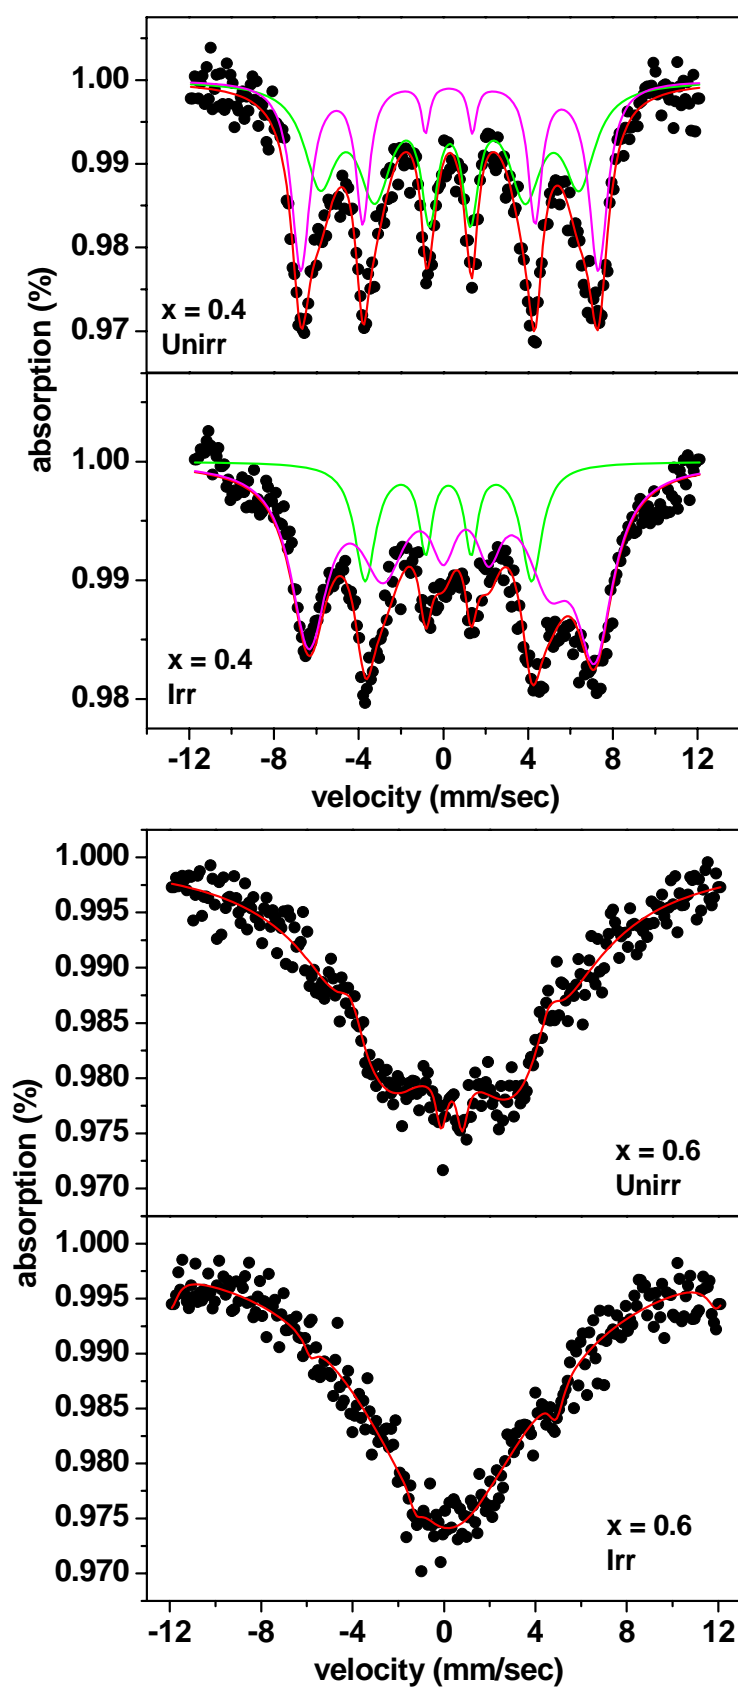 1.00
0.99
0.98
0.97
x = 0.4
Unirr
absorption (%)
1.00
0.99
0.98
x = 0.4
Irr
-12 -8 -4 0 4 8 12
velocity (mm/sec)
1.000
0.995
0.990
0.985
0.980
0.975
0.970
x = 0.6
Unirr
absorption (%)
1.000
0.995
0.990
0.985
0.980
0.975
0.970
x = 0.6
Irr
-12 -8 -4 0 4 8 12
velocity (mm/sec)